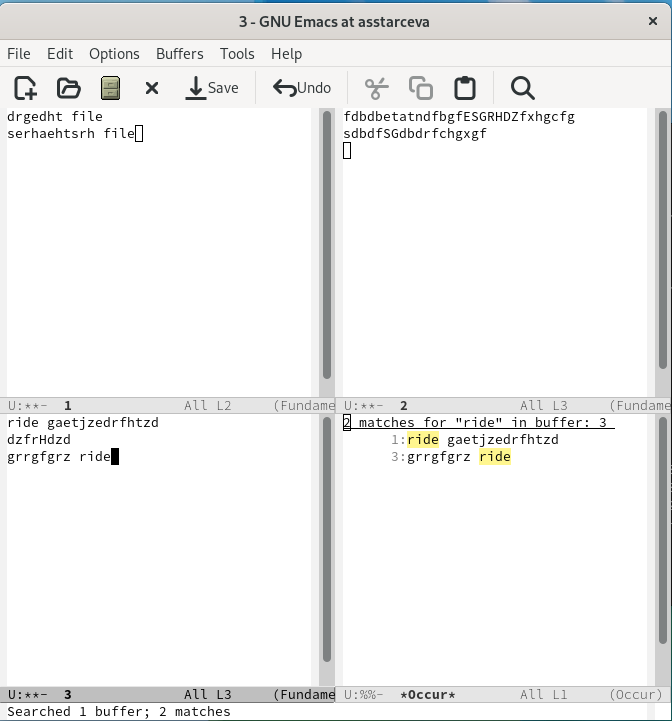 3 - GNU Emacs at asstarceva
File Edit Options Buffers Tools Help
Save Undo
drgedht file
serhaehtsrh file
U:**- 1 All L2 (Fundame
fdbdbetatndfbgfESGRHDZfxhgcfg
sdbdfSGdbdrfchgxgf
U:**- 2 All L3 (Fundame
ride gaetjzedrfhtzd
dzfrHdzd
grrgfgrz ride
U:**- 3 All L3 (Fundame
2 matches for "ride" in buffer: 3
1:ride gaetjzedrfhtzd
3:grrgfgrz ride
U:%%- *Occur* All L1 (Occur)
Searched 1 buffer; 2 matches